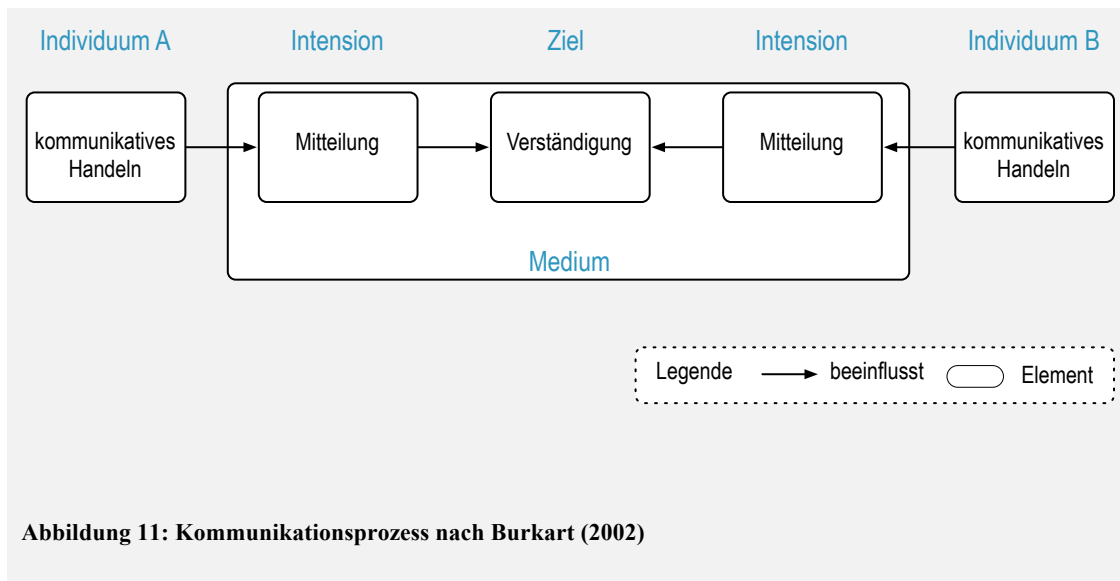 Individuum A Intension Ziel Intension Individuum B
kommunikatives Handeln Mitteilung Verständigung Mitteilung kommunikatives Handeln
Medium
Legende beeinflusst Element
Abbildung 11: Kommunikationsprozess nach Burkart (2002)